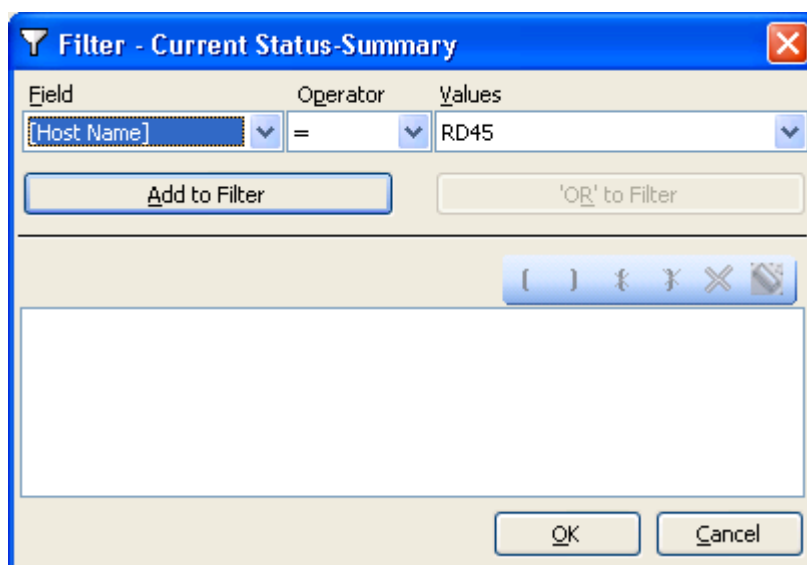 Filter - Current Status-Summary
Field Operator Values
[Host Name] = RD45
Add to Filter 'OR' to Filter
( ) 
OK Cancel